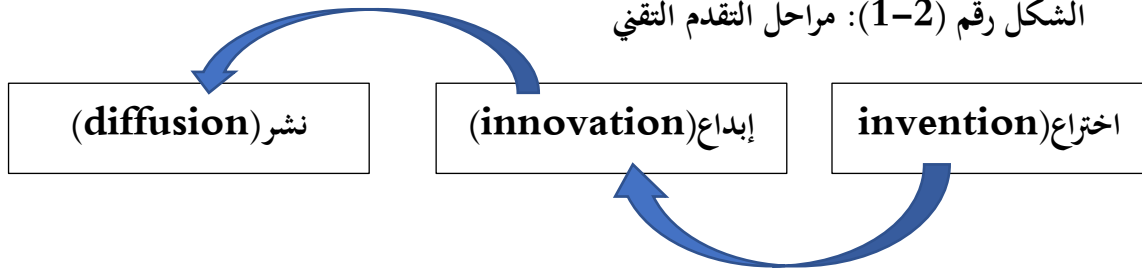 الشكل رقم (2-1): مراحل التقدم التقني
اختراع(invention
إبداع(innovation)
نشر(diffusion)